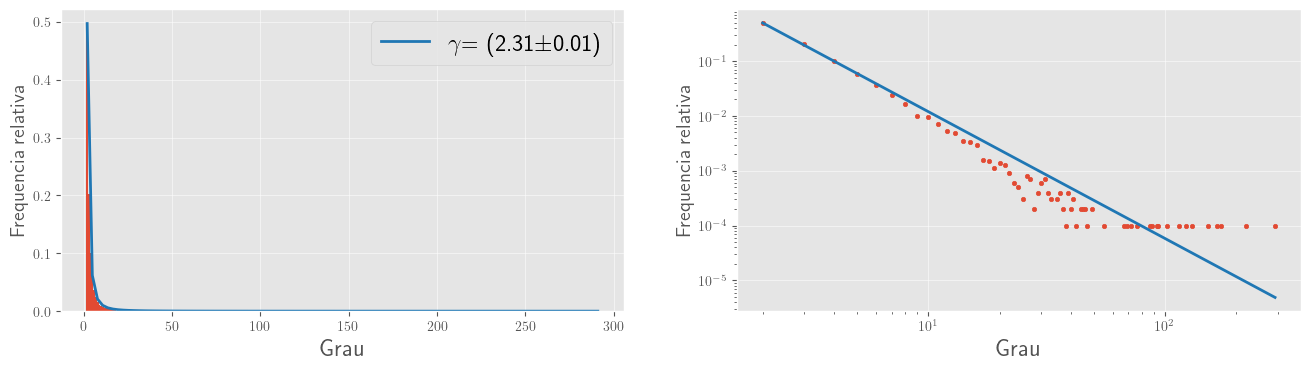 Frequencia relativa
0.5
0.4
0.3
0.2
0.1
0.0
γ= (2.31±0.01)
0 50 100 150 200 250 300
Grau
Frequencia relativa
10⁻¹
10⁻²
10⁻³
10⁻⁴
10⁻⁵
10¹ 10²
Grau